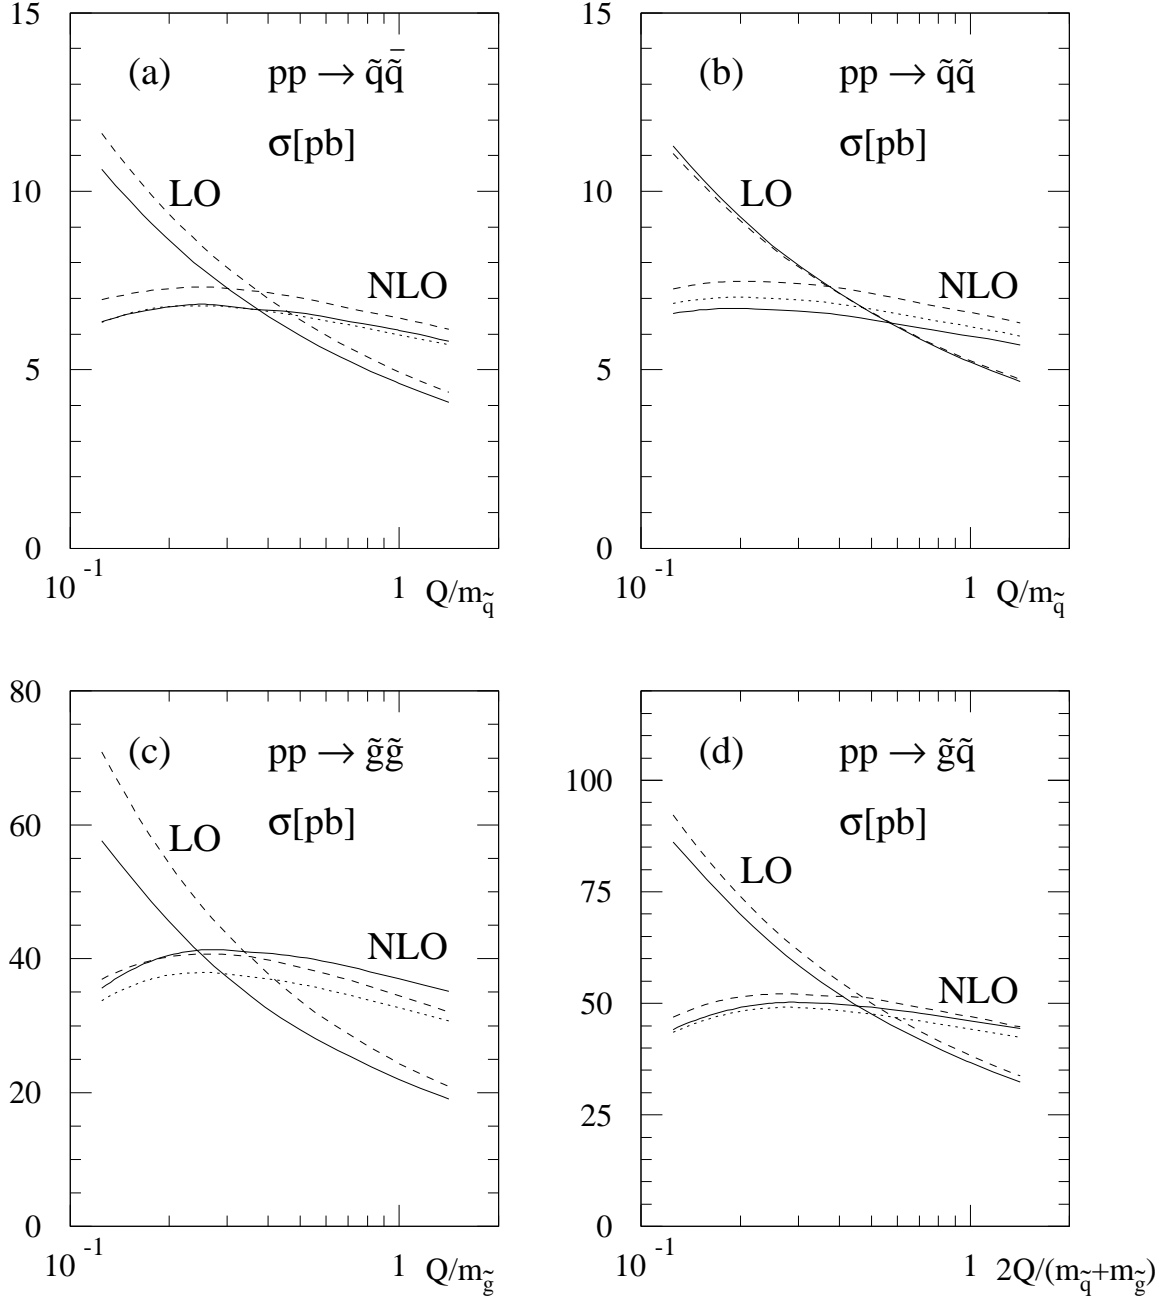 15
(a) pp → q̃q̃̄
σ[pb]
10
LO
NLO
5
0
10⁻¹ 1 Q/m_q̃
15
(b) pp → q̃q̃
σ[pb]
10
LO
NLO
5
0
10⁻¹ 1 Q/m_q̃
80
(c) pp → g̃g̃
σ[pb]
60
LO
NLO
40
20
0
10⁻¹ 1 Q/m_g̃
(d) pp → g̃q̃
100
σ[pb]
LO
75
NLO
50
25
0
10⁻¹ 1 2Q/(m_q̃+m_g̃)